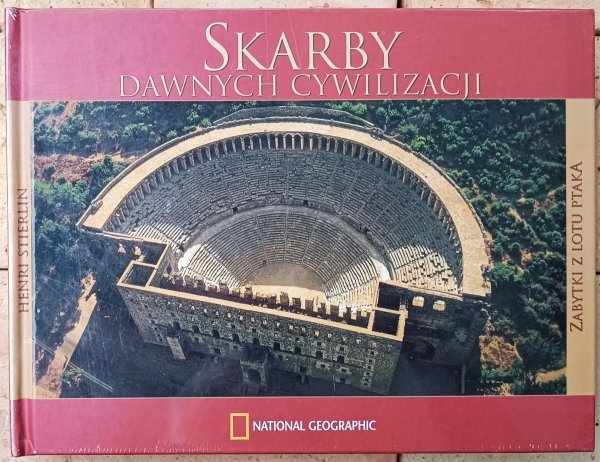 SKARBY
DAWNYCH CYWILIZACJI
HENRI STIERLIN
ZABYTKI Z LOTU PTAKA
NATIONAL GEOGRAPHIC